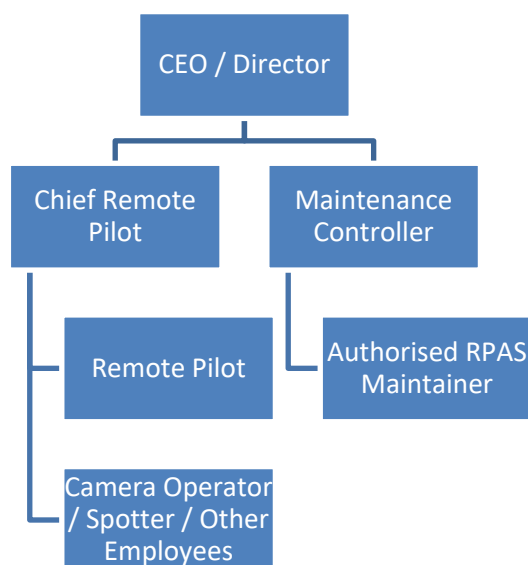 CEO / Director
Chief Remote
Pilot
Maintenance
Controller
Remote Pilot
Authorised RPAS
Maintainer
Camera Operator
/ Spotter / Other
Employees